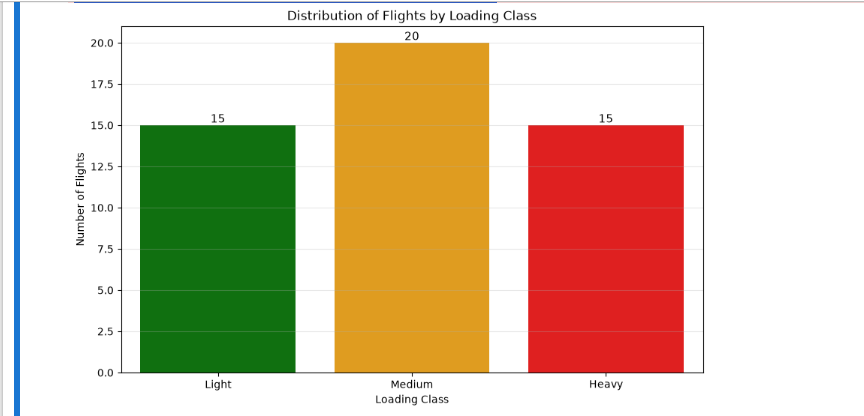 Distribution of Flights by Loading Class
20
20.0
17.5
15
15
15.0
12.5
10.0
7.5
5.0
2.5
0.0
Number of Flights
Light
Medium
Heavy
Loading Class